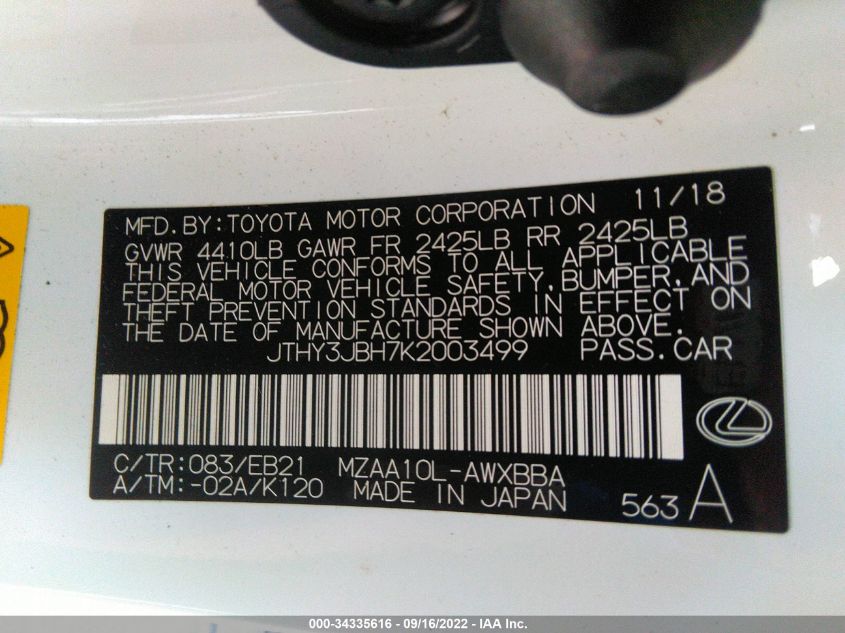 MFD.BY:TOYOTA MOTOR CORPORATION 11/18
GVWR 4410LB GAWR FR 2425LB RR 2425LB
THIS VEHICLE CONFORMS TO ALL APPLICABLE
FEDERAL MOTOR VEHICLE SAFETY,BUMPER,AND
THEFT PREVENTION STANDARDS IN EFFECT ON
THE DATE OF MANUFACTURE SHOWN ABOVE.
JTHY3JBH7K2003499 PASS.CAR
C/TR:083/EB21 MZAA10L-AWXBBA
A/TM:-02A/K120 MADE IN JAPAN 563 A
000-34335616 - 09/16/2022 - IAA Inc.